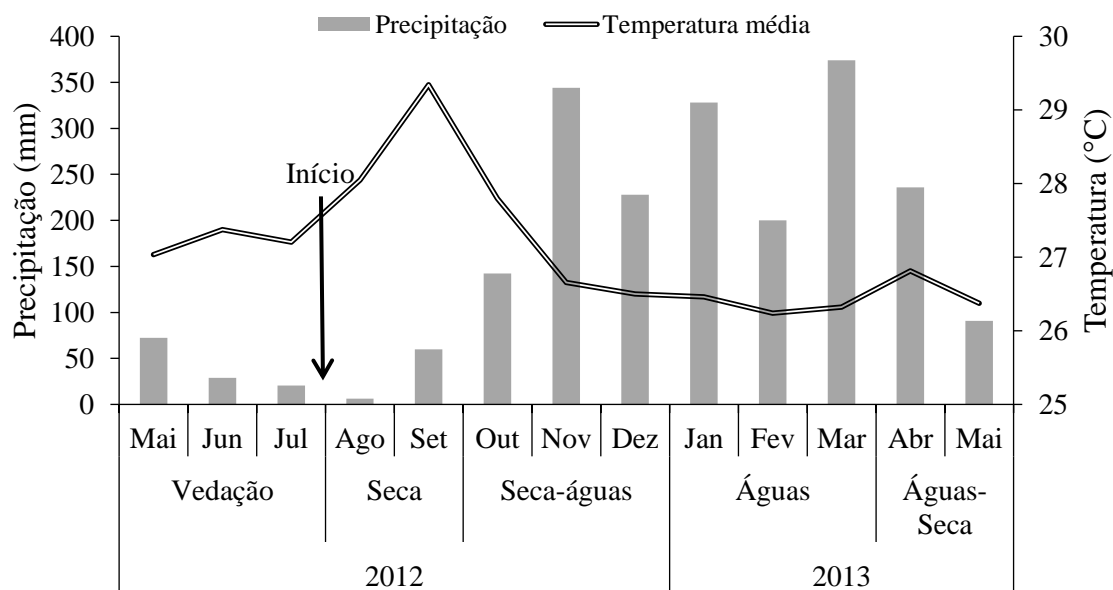 Precipitação Temperatura média
Precipitação (mm)
400
350
300
250
200
150
100
50
0
Início
30
29
28
27
26
25
Temperatura (°C)
Mai Jun Jul Ago Set Out Nov Dez Jan Fev Mar Abr Mai
Vedação Seca Seca-águas Águas Águas-
Seca
2012 2013